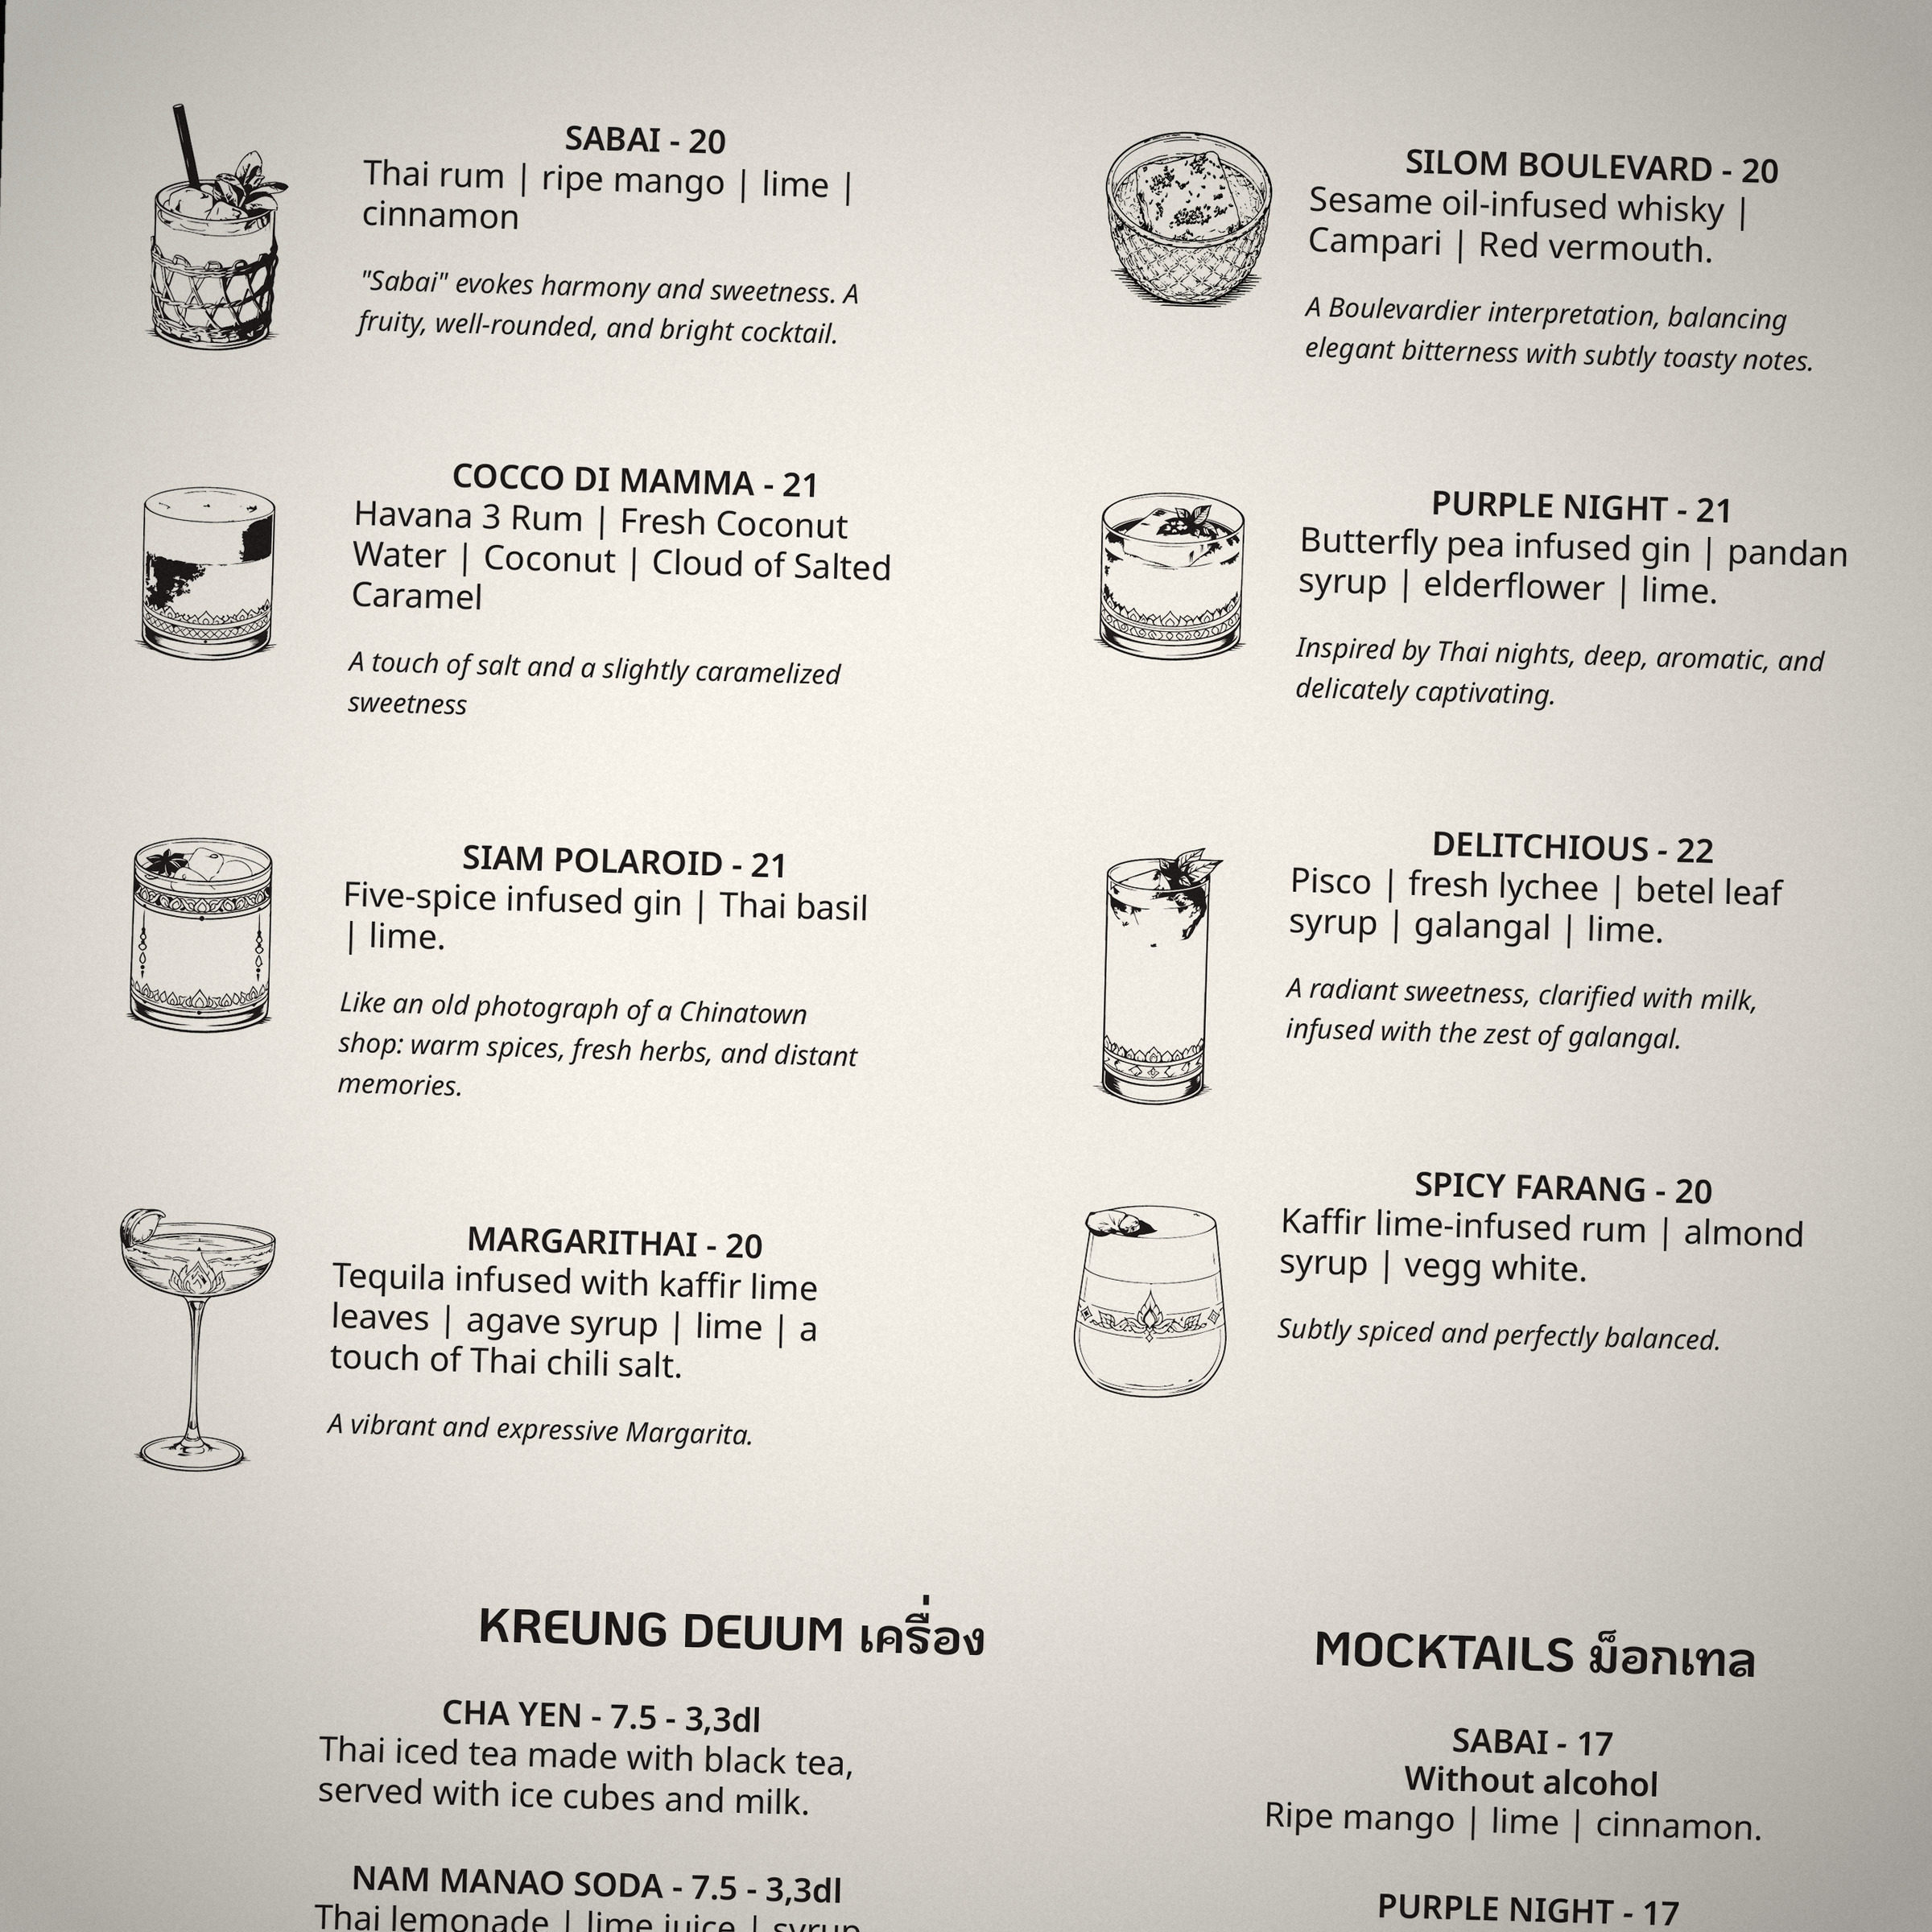 SABAI - 20
Thai rum | ripe mango | lime |
cinnamon
"Sabai" evokes harmony and sweetness. A
fruity, well-rounded, and bright cocktail.
COCCO DI MAMMA - 21
Havana 3 Rum | Fresh Coconut
Water | Coconut | Cloud of Salted
Caramel
A touch of salt and a slightly caramelized
sweetness
SIAM POLAROID - 21
Five-spice infused gin | Thai basil
| lime.
Like an old photograph of a Chinatown
shop: warm spices, fresh herbs, and distant
memories.
MARGARITHAI - 20
Tequila infused with kaffir lime
leaves | agave syrup | lime | a
touch of Thai chili salt.
A vibrant and expressive Margarita.
SILOM BOULEVARD - 20
Sesame oil-infused whisky |
Campari | Red vermouth.
A Boulevardier interpretation, balancing
elegant bitterness with subtly toasty notes.
PURPLE NIGHT - 21
Butterfly pea infused gin | pandan
syrup | elderflower | lime.
Inspired by Thai nights, deep, aromatic, and
delicately captivating.
DELITCHIOUS - 22
Pisco | fresh lychee | betel leaf
syrup | galangal | lime.
A radiant sweetness, clarified with milk,
infused with the zest of galangal.
SPICY FARANG - 20
Kaffir lime-infused rum | almond
syrup | vegg white.
Subtly spiced and perfectly balanced.
KREUNG DEUUM เครื่อง
CHA YEN - 7.5 - 3,3dl
Thai iced tea made with black tea,
served with ice cubes and milk.
NAM MANAO SODA - 7.5 - 3,3dl
Thai lemonade | lime juice | syrup
MOCKTAILS ม็อกเทล
SABAI - 17
Without alcohol
Ripe mango | lime | cinnamon.
PURPLE NIGHT - 17